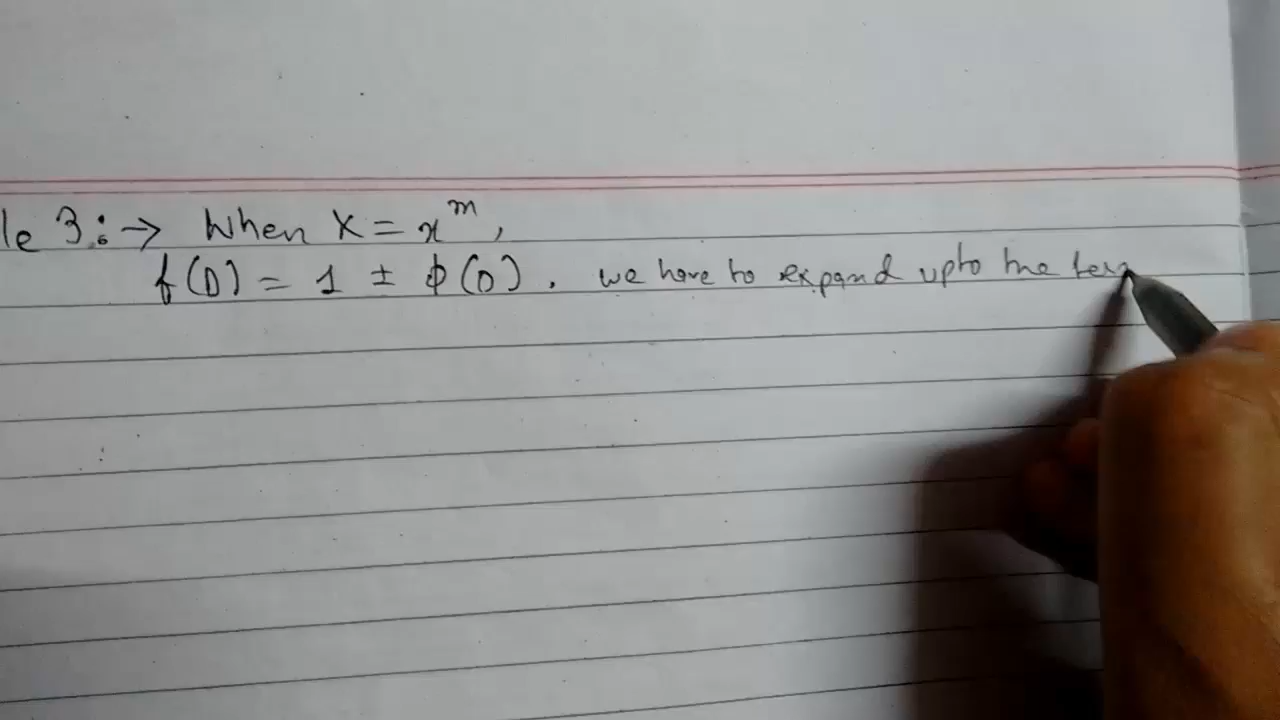 le 3:→ When X = x^m,
f(D) = 1 ± ϕ(D). we have to expand upto the